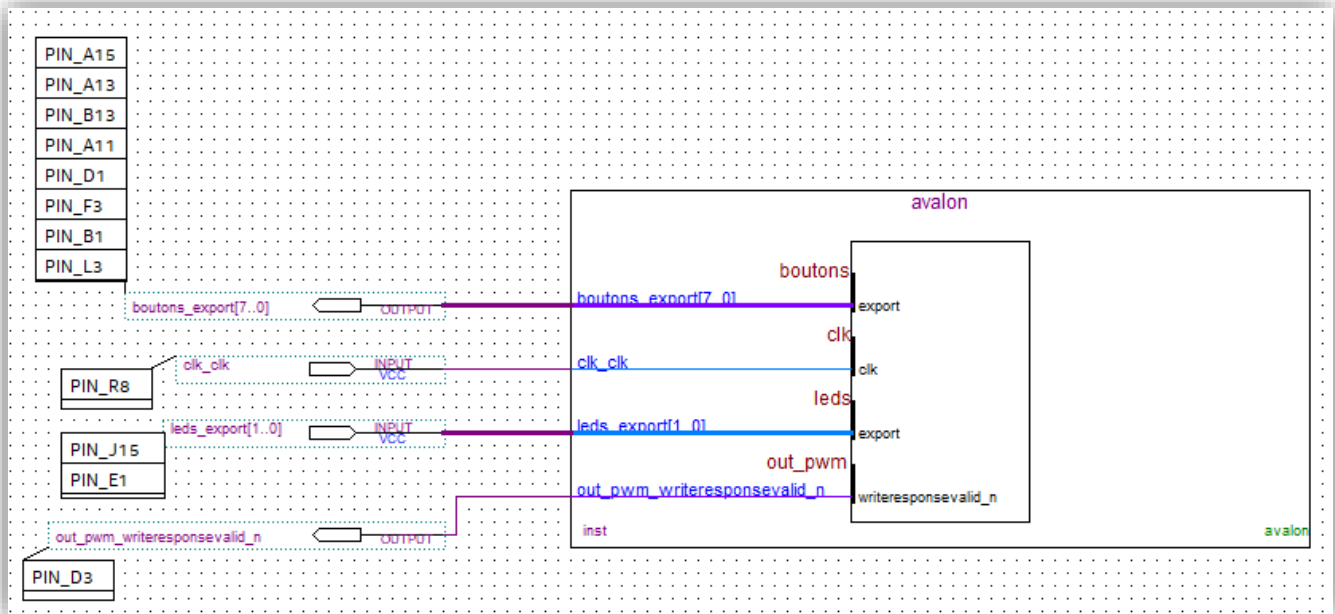 PIN_A15
PIN_A13
PIN_B13
PIN_A11
PIN_D1
PIN_F3
PIN_B1
PIN_L3
boutons_export[7..0]
OUTPUT
PIN_R8
clk_clk
INPUT
VCC
PIN_J15
PIN_E1
leds_export[1..0]
INPUT
VCC
out_pwm_writeresponsevalid_n
OUTPUT
PIN_D3
avalon
boutons
boutons_export[7..0]
export
clk
clk_clk
clk
leds
leds_export[1..0]
export
out_pwm
out_pwm_writeresponsevalid_n
writeresponsevalid_n
inst
avalon